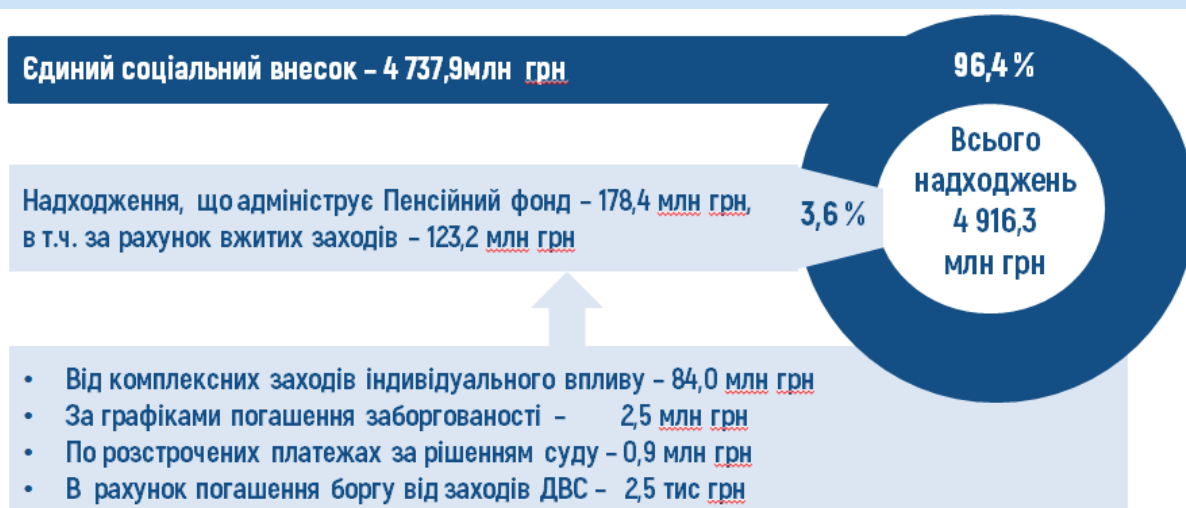 Єдиний соціальний внесок – 4 737,9млн грн
96,4 %
Всього
надходжень
4 916,3
млн грн
Надходження, що адмініструє Пенсійний фонд – 178,4 млн грн,
в т.ч. за рахунок вжитих заходів – 123,2 млн грн
3,6 %
• Від комплексних заходів індивідуального впливу – 84,0 млн грн
• За графіками погашення заборгованості – 2,5 млн грн
• По розстрочених платежах за рішенням суду – 0,9 млн грн
• В рахунок погашення боргу від заходів ДВС – 2,5 тис грн